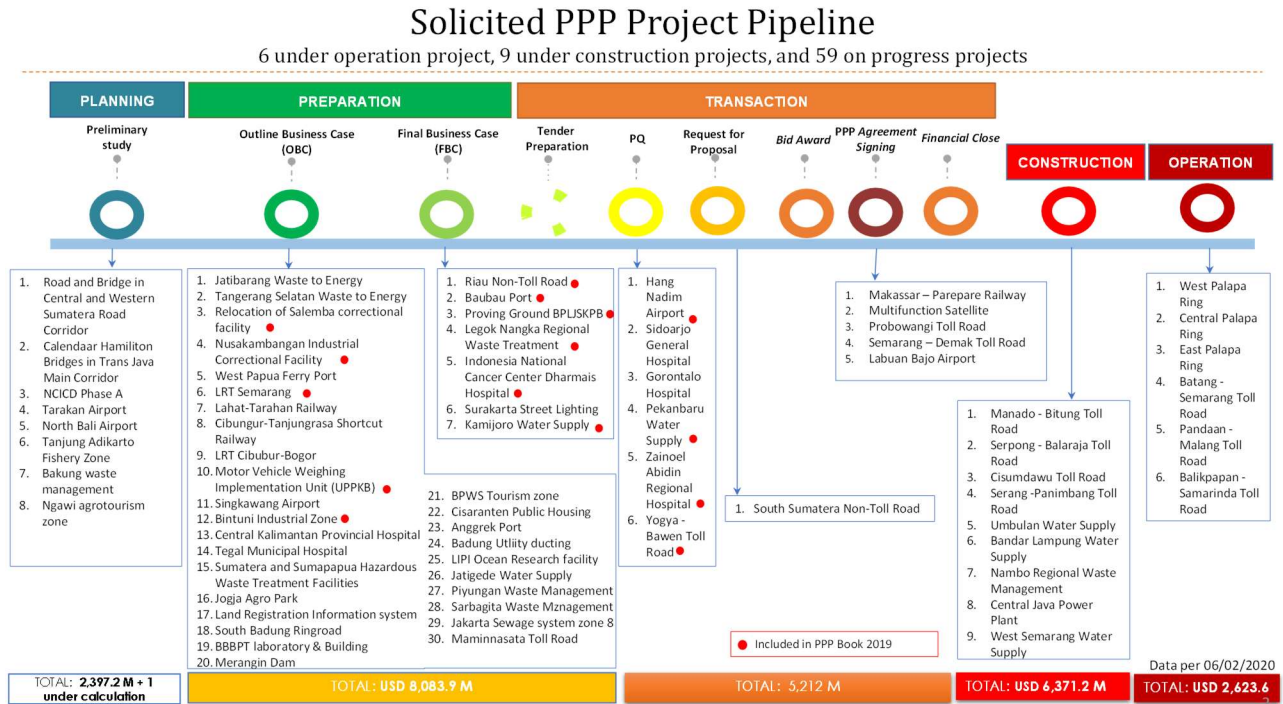 Solicited PPP Project Pipeline
6 under operation project, 9 under construction projects, and 59 on progress projects
PLANNING
PREPARATION
TRANSACTION
CONSTRUCTION
OPERATION
Preliminary
study
Outline Business Case
(OBC)
Final Business Case
(FBC)
Tender
Preparation
PQ
Request for
Proposal
Bid Award
PPP Agreement
Signing
Financial Close
1. Road and Bridge in
Central and Western
Sumatera Road
Corridor
2. Calendaar Hamiliton
Bridges in Trans Java
Main Corridor
3. NCICD Phase A
4. Tarakan Airport
5. North Bali Airport
6. Tanjung Adikarto
Fishery Zone
7. Bakung waste
management
8. Ngawi agrotourism
zone
1. Jatibarang Waste to Energy
2. Tangerang Selatan Waste to Energy
3. Relocation of Salemba correctional
facility
4. Nusakambangan Industrial
Correctional Facility
5. West Papua Ferry Port
6. LRT Semarang
7. Lahat-Tarahan Railway
8. Cibungur-Tanjungrasa Shortcut
Railway
9. LRT Cibubur-Bogor
10. Motor Vehicle Weighing
Implementation Unit (UPPKB)
11. Singkawang Airport
12. Bintuni Industrial Zone
13. Central Kalimantan Provincial Hospital
14. Tegal Municipal Hospital
15. Sumatera and Sumapapua Hazardous
Waste Treatment Facilities
16. Jogja Agro Park
17. Land Registration Information system
18. South Badung Ringroad
19. BBBPT laboratory & Building
20. Merangin Dam
21. BPWS Tourism zone
22. Cisaranten Public Housing
23. Anggrek Port
24. Badung Utliity ducting
25. LIPI Ocean Research facility
26. Jatigede Water Supply
27. Piyungan Waste Management
28. Sarbagita Waste Mznagement
29. Jakarta Sewage system zone 8
30. Maminnasata Toll Road
1. Riau Non-Toll Road
2. Baubau Port
3. Proving Ground BPLJSKPB
4. Legok Nangka Regional
Waste Treatment
5. Indonesia National
Cancer Center Dharmais
Hospital
6. Surakarta Street Lighting
7. Kamijoro Water Supply
1. Hang
Nadim
Airport
2. Sidoarjo
General
Hospital
3. Gorontalo
Hospital
4. Pekanbaru
Water
Supply
5. Zainoel
Abidin
Regional
Hospital
6. Yogya -
Bawen Toll
Road
1. South Sumatera Non-Toll Road
1. Makassar – Parepare Railway
2. Multifunction Satellite
3. Probowangi Toll Road
4. Semarang – Demak Toll Road
5. Labuan Bajo Airport
1. Manado - Bitung Toll
Road
2. Serpong - Balaraja Toll
Road
3. Cisumdawu Toll Road
4. Serang -Panimbang Toll
Road
5. Umbulan Water Supply
6. Bandar Lampung Water
Supply
7. Nambo Regional Waste
Management
8. Central Java Power
Plant
9. West Semarang Water
Supply
1. West Palapa
Ring
2. Central Palapa
Ring
3. East Palapa
Ring
4. Batang -
Semarang Toll
Road
5. Pandaan -
Malang Toll
Road
6. Balikpapan -
Samarinda Toll
Road
Included in PPP Book 2019
Data per 06/02/2020
TOTAL: 2,397.2 M + 1
under calculation
TOTAL: USD 8,083.9 M
TOTAL: 5,212 M
TOTAL: USD 6,371.2 M
TOTAL: USD 2,623.6